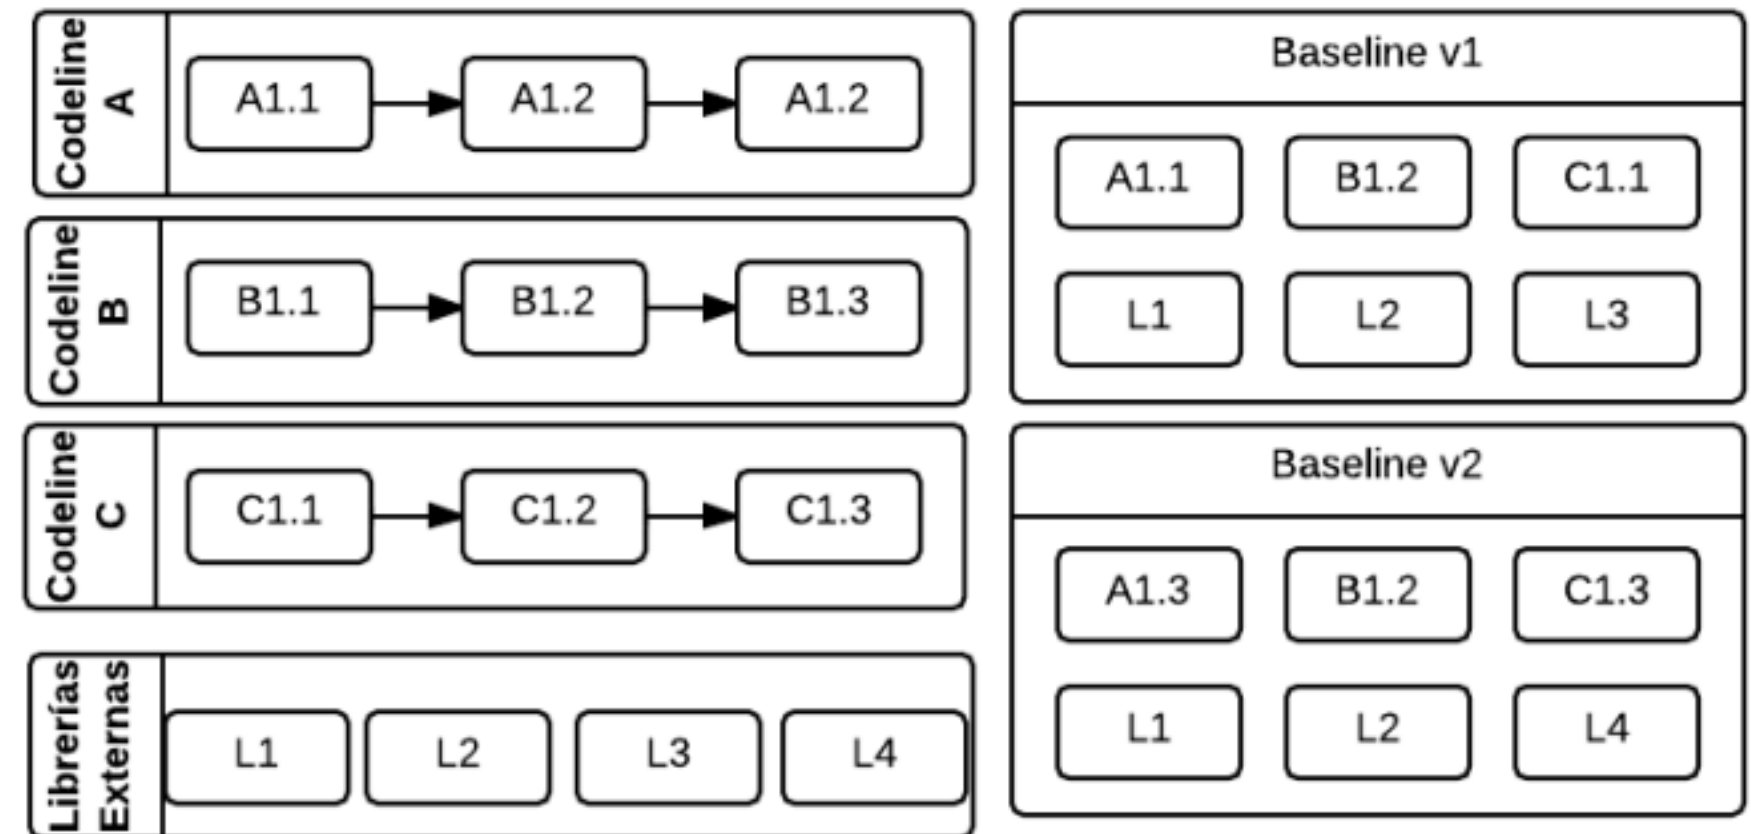 Codeline
A
A1.1
A1.2
A1.2
Codeline
B
B1.1
B1.2
B1.3
Codeline
C
C1.1
C1.2
C1.3
Librerías
Externas
L1
L2
L3
L4
Baseline v1
A1.1
B1.2
C1.1
L1
L2
L3
Baseline v2
A1.3
B1.2
C1.3
L1
L2
L4